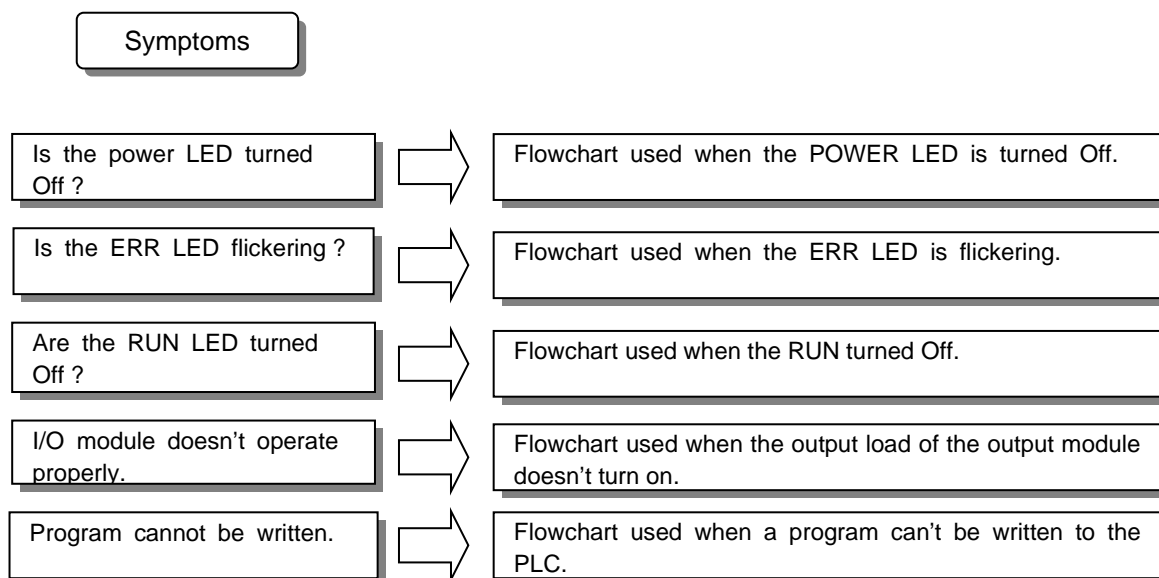 Symptoms
Is the power LED turned
Off ?
Flowchart used when the POWER LED is turned Off.
Is the ERR LED flickering ?
Flowchart used when the ERR LED is flickering.
Are the RUN LED turned
Off ?
Flowchart used when the RUN turned Off.
I/O module doesn’t operate
properly.
Flowchart used when the output load of the output module
doesn’t turn on.
Program cannot be written.
Flowchart used when a program can’t be written to the
PLC.